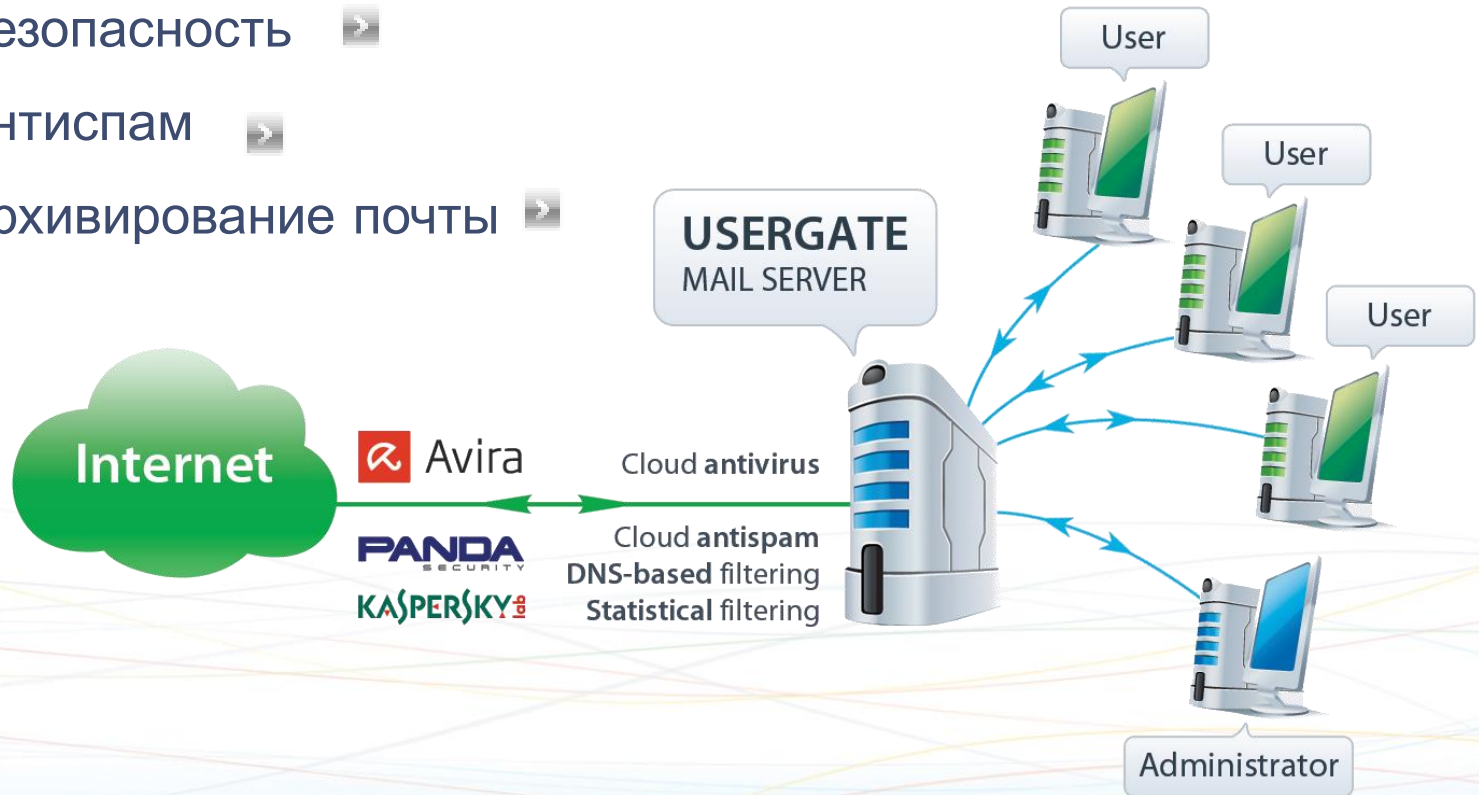 езопасность
нтиспам
рхивирование почты
User
User
User
USERGATE
MAIL SERVER
Internet
Avira
Cloud antivirus
PANDA
SECURITY
KASPERSKY lab
Cloud antispam
DNS-based filtering
Statistical filtering
Administrator